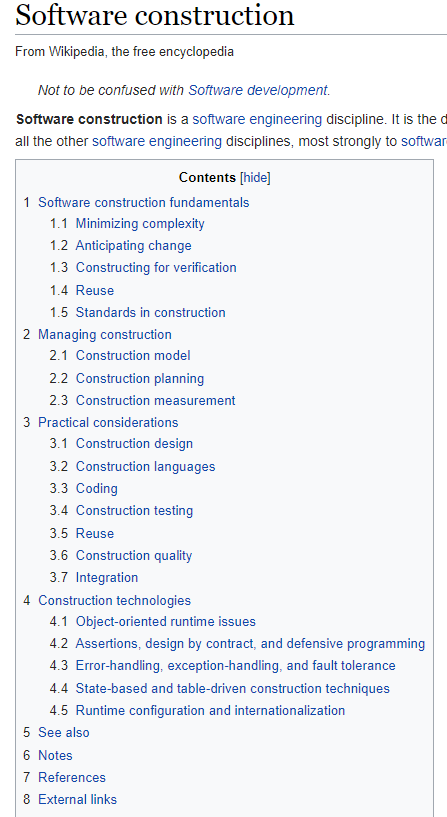 Software construction
From Wikipedia, the free encyclopedia
Not to be confused with Software development.
Software construction is a software engineering discipline. It is the
all the other software engineering disciplines, most strongly to
Contents [hide]
1 Software construction fundamentals
1.1 Minimizing complexity
1.2 Anticipating change
1.3 Constructing for verification
1.4 Reuse
1.5 Standards in construction
2 Managing construction
2.1 Construction model
2.2 Construction planning
2.3 Construction measurement
3 Practical considerations
3.1 Construction design
3.2 Construction languages
3.3 Coding
3.4 Construction testing
3.5 Reuse
3.6 Construction quality
3.7 Integration
4 Construction technologies
4.1 Object-oriented runtime issues
4.2 Assertions, design by contract, and defensive programming
4.3 Error-handling, exception-handling, and fault tolerance
4.4 State-based and table-driven construction techniques
4.5 Runtime configuration and internationalization
5 See also
6 Notes
7 References
8 External links